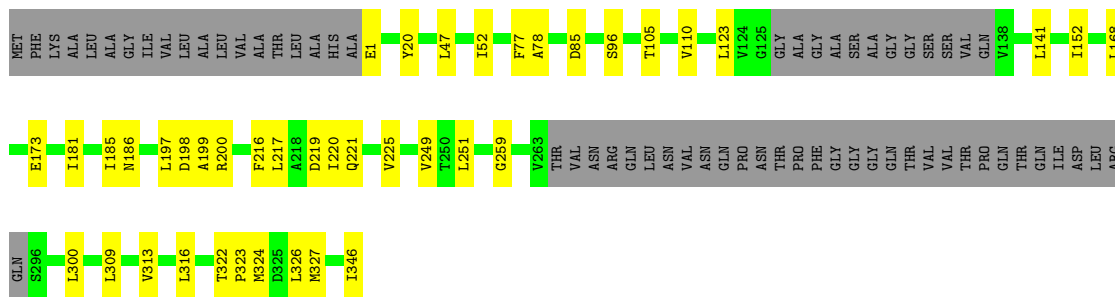 MET PHE LYS ALA LEU LEU ALA GLY ILE VAL VAL LEU ALA LEU VAL ALA THR LEU ALA HIS ALA E1 Y20 L47 I52 F77 A78 D85 S96 T105 V110 L123 V124 G125 GLY ALA GLY ALA SER ALA GLY GLY SER SER VAL GLN V138 L141 I152 L168
E173 I181 I185 N186 L197 D198 A199 R200 F216 L217 A218 D219 I220 Q221 V225 V249 T250 L251 G259 V263 THR VAL ASN ARG GLN LEU ASN VAL ASN GLN PRO ASN THR PRO PHE GLY GLY GLY GLN THR VAL VAL THR PRO GLN THR GLN ILE ASP LEU ARG
GLN S296 L300 L309 V313 L316 T322 P323 M324 D325 L326 M327 I346